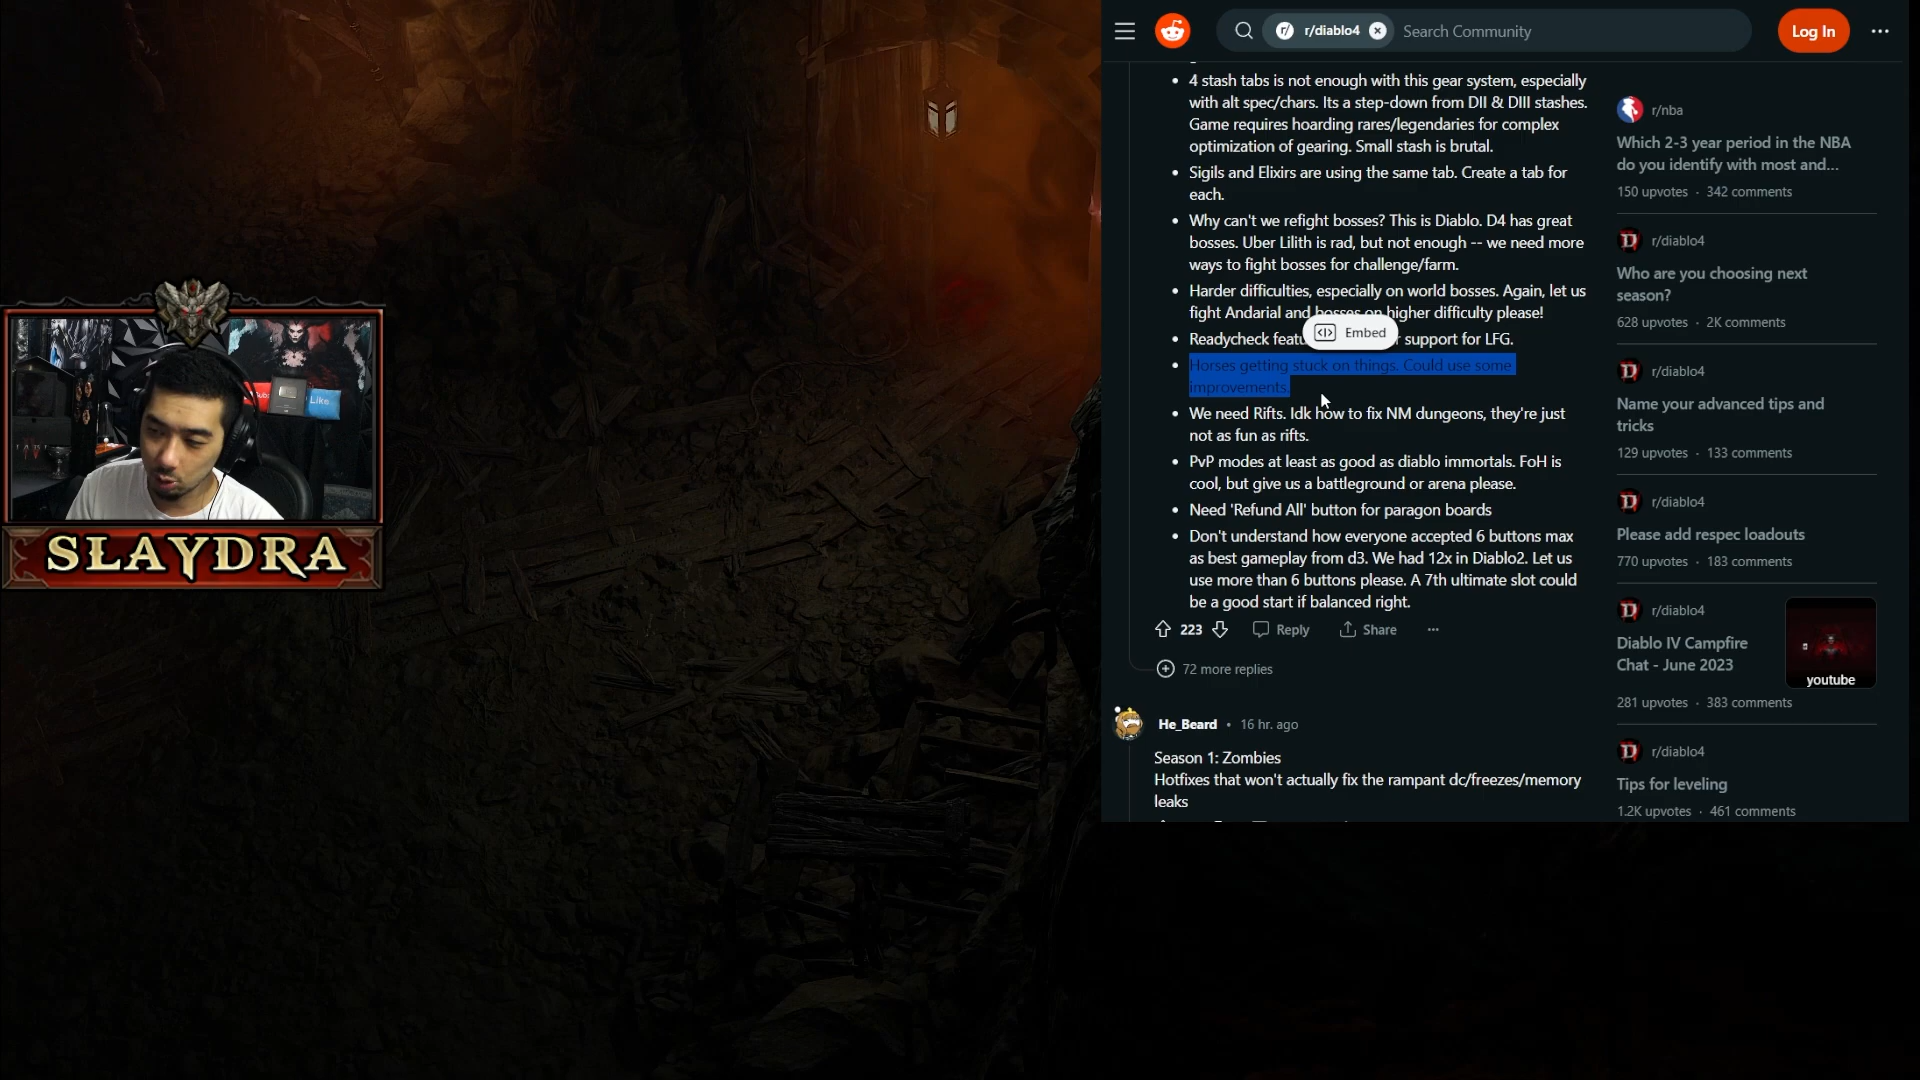 r/diablo4
Search Community
Log In
4 stash tabs is not enough with this gear system, especially
with alt spec/chars. Its a step-down from DII & DIII stashes.
Game requires hoarding rares/legendaries for complex
optimization of gearing. Small stash is brutal.
Sigils and Elixirs are using the same tab. Create a tab for
each.
Why can't we refight bosses? This is Diablo. D4 has great
bosses. Uber Lilith is rad, but not enough -- we need more
ways to fight bosses for challenge/farm.
Harder difficulties, especially on world bosses. Again, let us
fight Andarial and bosses on higher difficulty please!
Embed
Readycheck support for LFG.
Horses getting stuck on things. Could use some
improvements.
We need Rifts. Idk how to fix NM dungeons, they're just
not as fun as rifts.
PvP modes at least as good as diablo immortals. FoH is
cool, but give us a battleground or arena please.
Need 'Refund All' button for paragon boards
Don't understand how everyone accepted 6 buttons max
as best gameplay from d3. We had 12x in Diablo2. Let us
use more than 6 buttons please. A 7th ultimate slot could
be a good start if balanced right.
223 Reply Share
72 more replies
He_Beard • 16 hr. ago
Season 1: Zombies
Hotfixes that won't actually fix the rampant dc/freezes/memory
leaks
r/nba
Which 2-3 year period in the NBA
do you identify with most and...
150 upvotes · 342 comments
r/diablo4
Who are you choosing next
season?
628 upvotes · 2K comments
r/diablo4
Name your advanced tips and
tricks
129 upvotes · 133 comments
r/diablo4
Please add respec loadouts
770 upvotes · 183 comments
r/diablo4
Diablo IV Campfire
Chat - June 2023
youtube
281 upvotes · 383 comments
r/diablo4
Tips for leveling
1.2K upvotes · 461 comments
Like
SLAYDRA